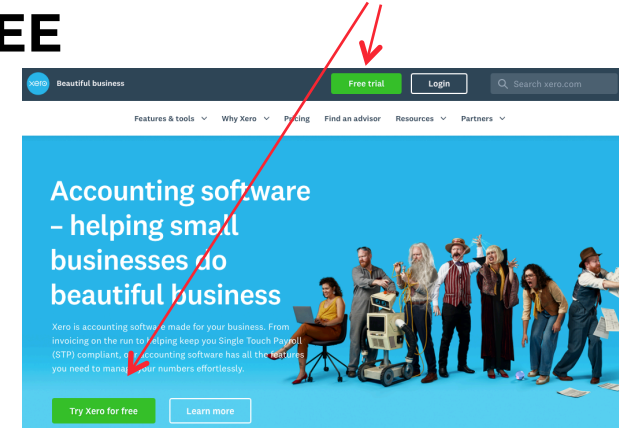 EE
xero Beautiful business Free trial Login Search xero.com
Features & tools Why Xero Pricing Find an advisor Resources Partners
Accounting software
– helping small
businesses do
beautiful business
Xero is accounting software made for your business. From
invoicing on the run to helping keep you Single Touch Payroll
(STP) compliant, our accounting software has all the features
you need to manage your numbers effortlessly.
Try Xero for free Learn more